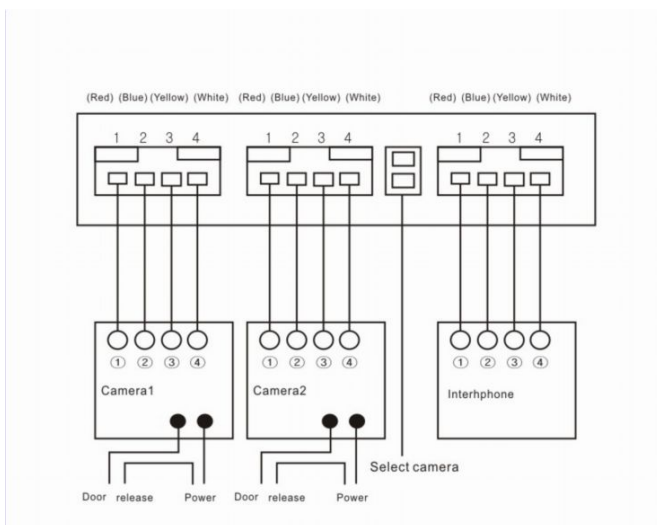 (Red) (Blue) (Yellow) (White) (Red) (Blue) (Yellow) (White) (Red) (Blue) (Yellow) (White)
1 2 3 4 1 2 3 4 1 2 3 4
① ② ③ ④ ① ② ③ ④ ① ② ③ ④
Camera1 Camera2 Interhphone
Select camera
Door release Power Door release Power